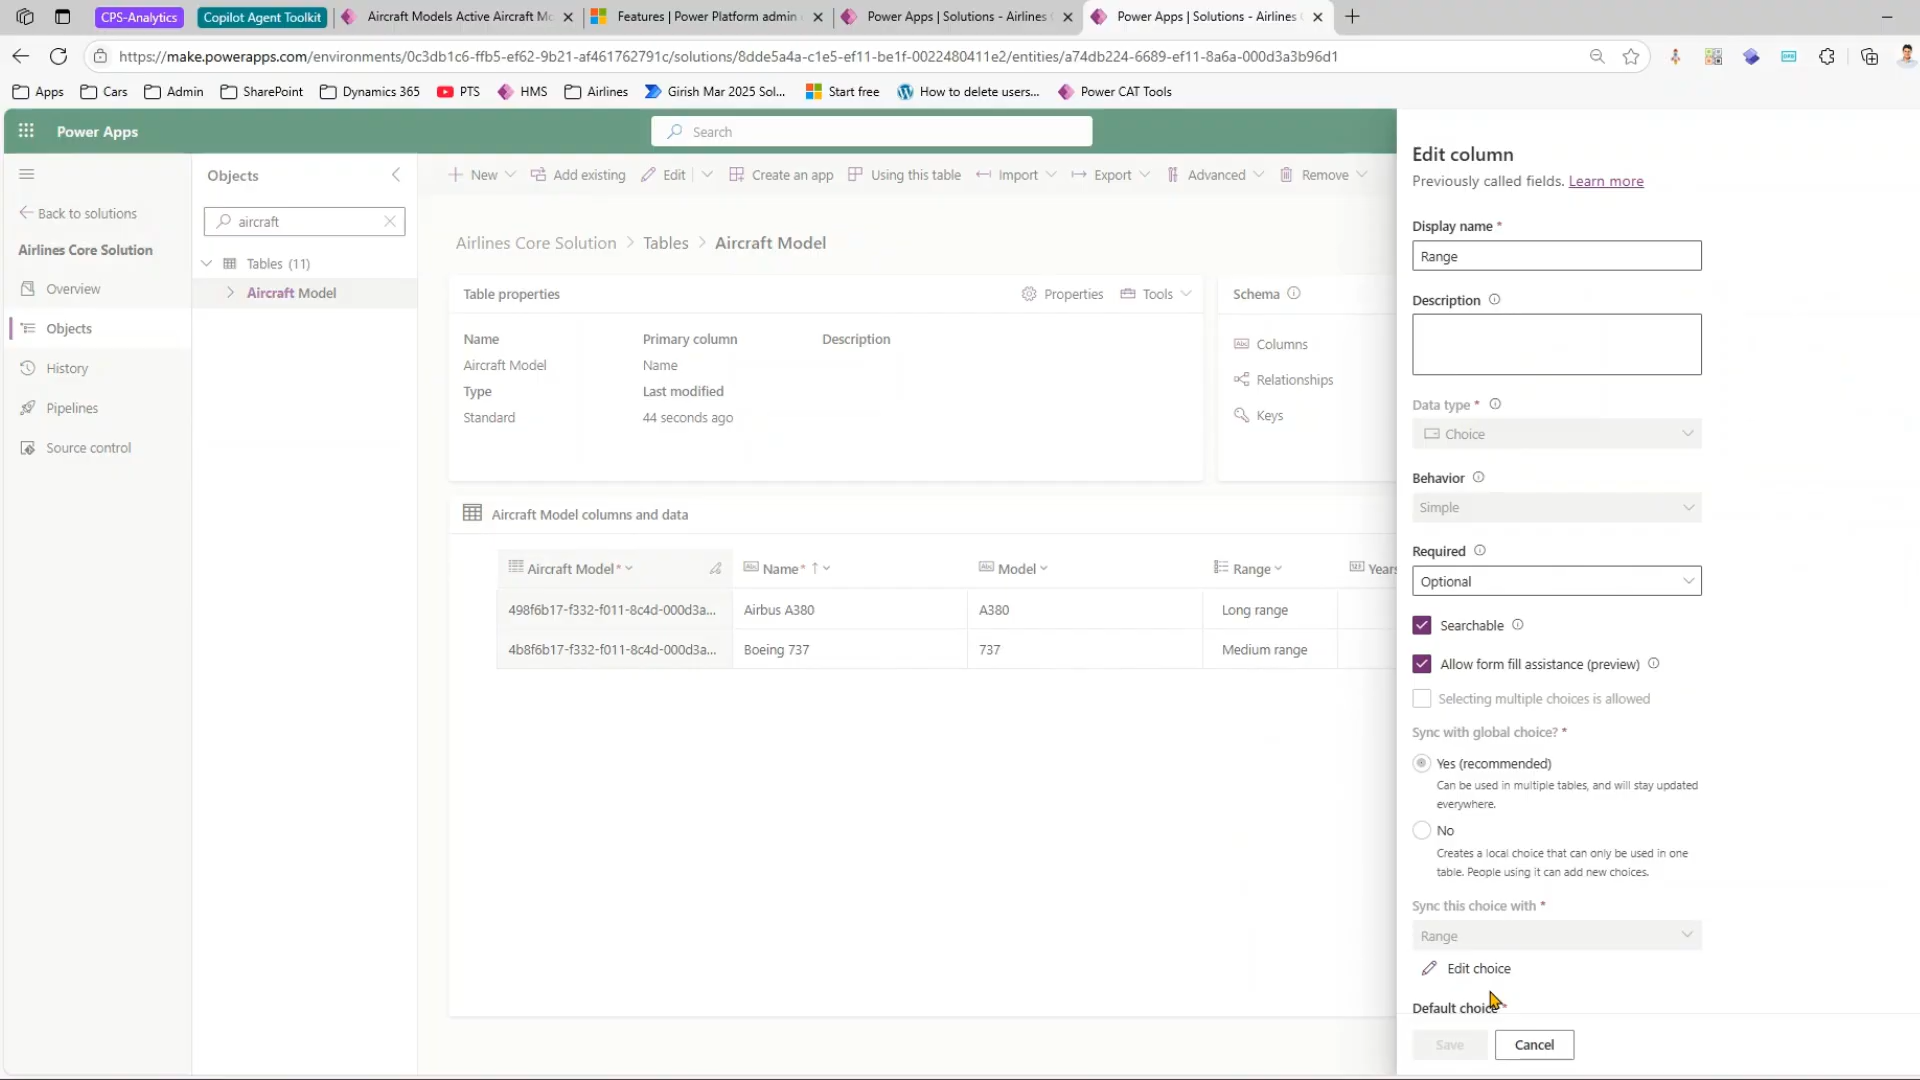 CPS-Analytics
Copilot Agent Toolkit
Aircraft Models Active Aircraft Mo
Features | Power Platform admin
Power Apps | Solutions - Airlines
Power Apps | Solutions - Airlines
https://make.powerapps.com/environments/0c3db1c6-ffb5-ef62-9b21-af461762791c/solutions/8dde5a4a-c1e5-ef11-be1f-0022480411e2/entities/a74db224-6689-ef11-8a6a-000d3a3b96d1
Apps
Cars
Admin
SharePoint
Dynamics 365
PTS
HMS
Airlines
Girish Mar 2025 Sol...
Start free
How to delete users...
Power CAT Tools
Power Apps
Search
Back to solutions
Airlines Core Solution
Overview
Objects
History
Pipelines
Source control
Objects
aircraft
Tables (11)
Aircraft Model
New
Add existing
Edit
Create an app
Using this table
Import
Export
Advanced
Remove
Airlines Core Solution > Tables > Aircraft Model
Table properties
Properties
Tools
Name
Primary column
Description
Aircraft Model
Name
Type
Last modified
Standard
44 seconds ago
Schema
Columns
Relationships
Keys
Aircraft Model columns and data
Aircraft Model *
Name *
Model
Range
Years
498f6b17-f332-f011-8c4d-000d3a...
Airbus A380
A380
Long range
4b8f6b17-f332-f011-8c4d-000d3a...
Boeing 737
737
Medium range
Edit column
Previously called fields. Learn more
Display name *
Range
Description
Data type *
Choice
Behavior
Simple
Required
Optional
Searchable
Allow form fill assistance (preview)
Selecting multiple choices is allowed
Sync with global choice? *
Yes (recommended)
Can be used in multiple tables, and will stay updated
everywhere.
No
Creates a local choice that can only be used in one
table. People using it can add new choices.
Sync this choice with *
Range
Edit choice
Default choice *
Save
Cancel